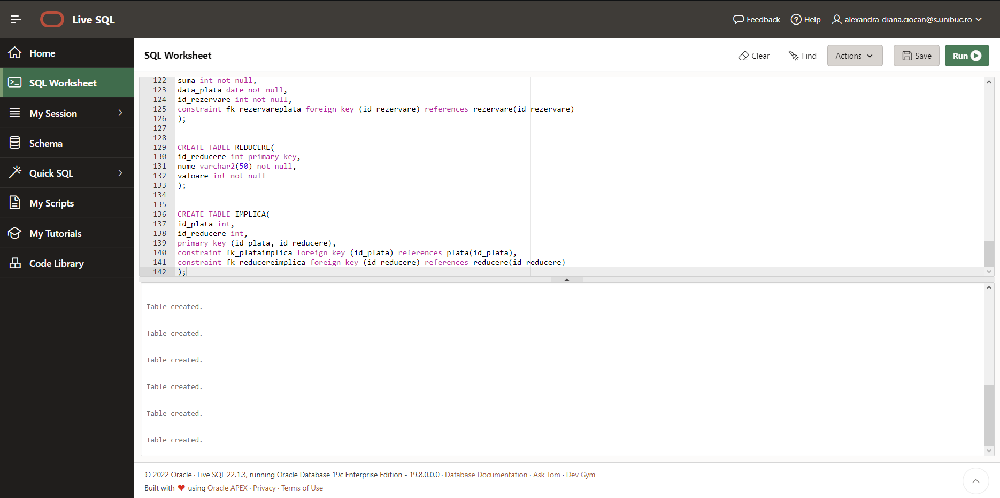 Live SQL
Feedback
Help
alexandra-diana.ciocan@s.unibuc.ro
Home
SQL Worksheet
My Session
Schema
Quick SQL
My Scripts
My Tutorials
Code Library
SQL Worksheet
Clear
Find
Actions
Save
Run
122 suma int not null,
123 data_plata date not null,
124 id_rezervare int not null,
125 constraint fk_rezervareplata foreign key (id_rezervare) references rezervare(id_rezervare)
126 );
127
128
129 CREATE TABLE REDUCERE(
130 id_reducere int primary key,
131 nume varchar2(50) not null,
132 valoare int not null
133 );
134
135
136 CREATE TABLE IMPLICA(
137 id_plata int,
138 id_reducere int,
139 primary key (id_plata, id_reducere),
140 constraint fk_plataimplica foreign key (id_plata) references plata(id_plata),
141 constraint fk_reducereimplica foreign key (id_reducere) references reducere(id_reducere)
142 );
Table created.
Table created.
Table created.
Table created.
Table created.
Table created.
© 2022 Oracle · Live SQL 22.1.3, running Oracle Database 19c Enterprise Edition - 19.8.0.0.0 · Database Documentation · Ask Tom · Dev Gym
Built with ❤ using Oracle APEX · Privacy · Terms of Use